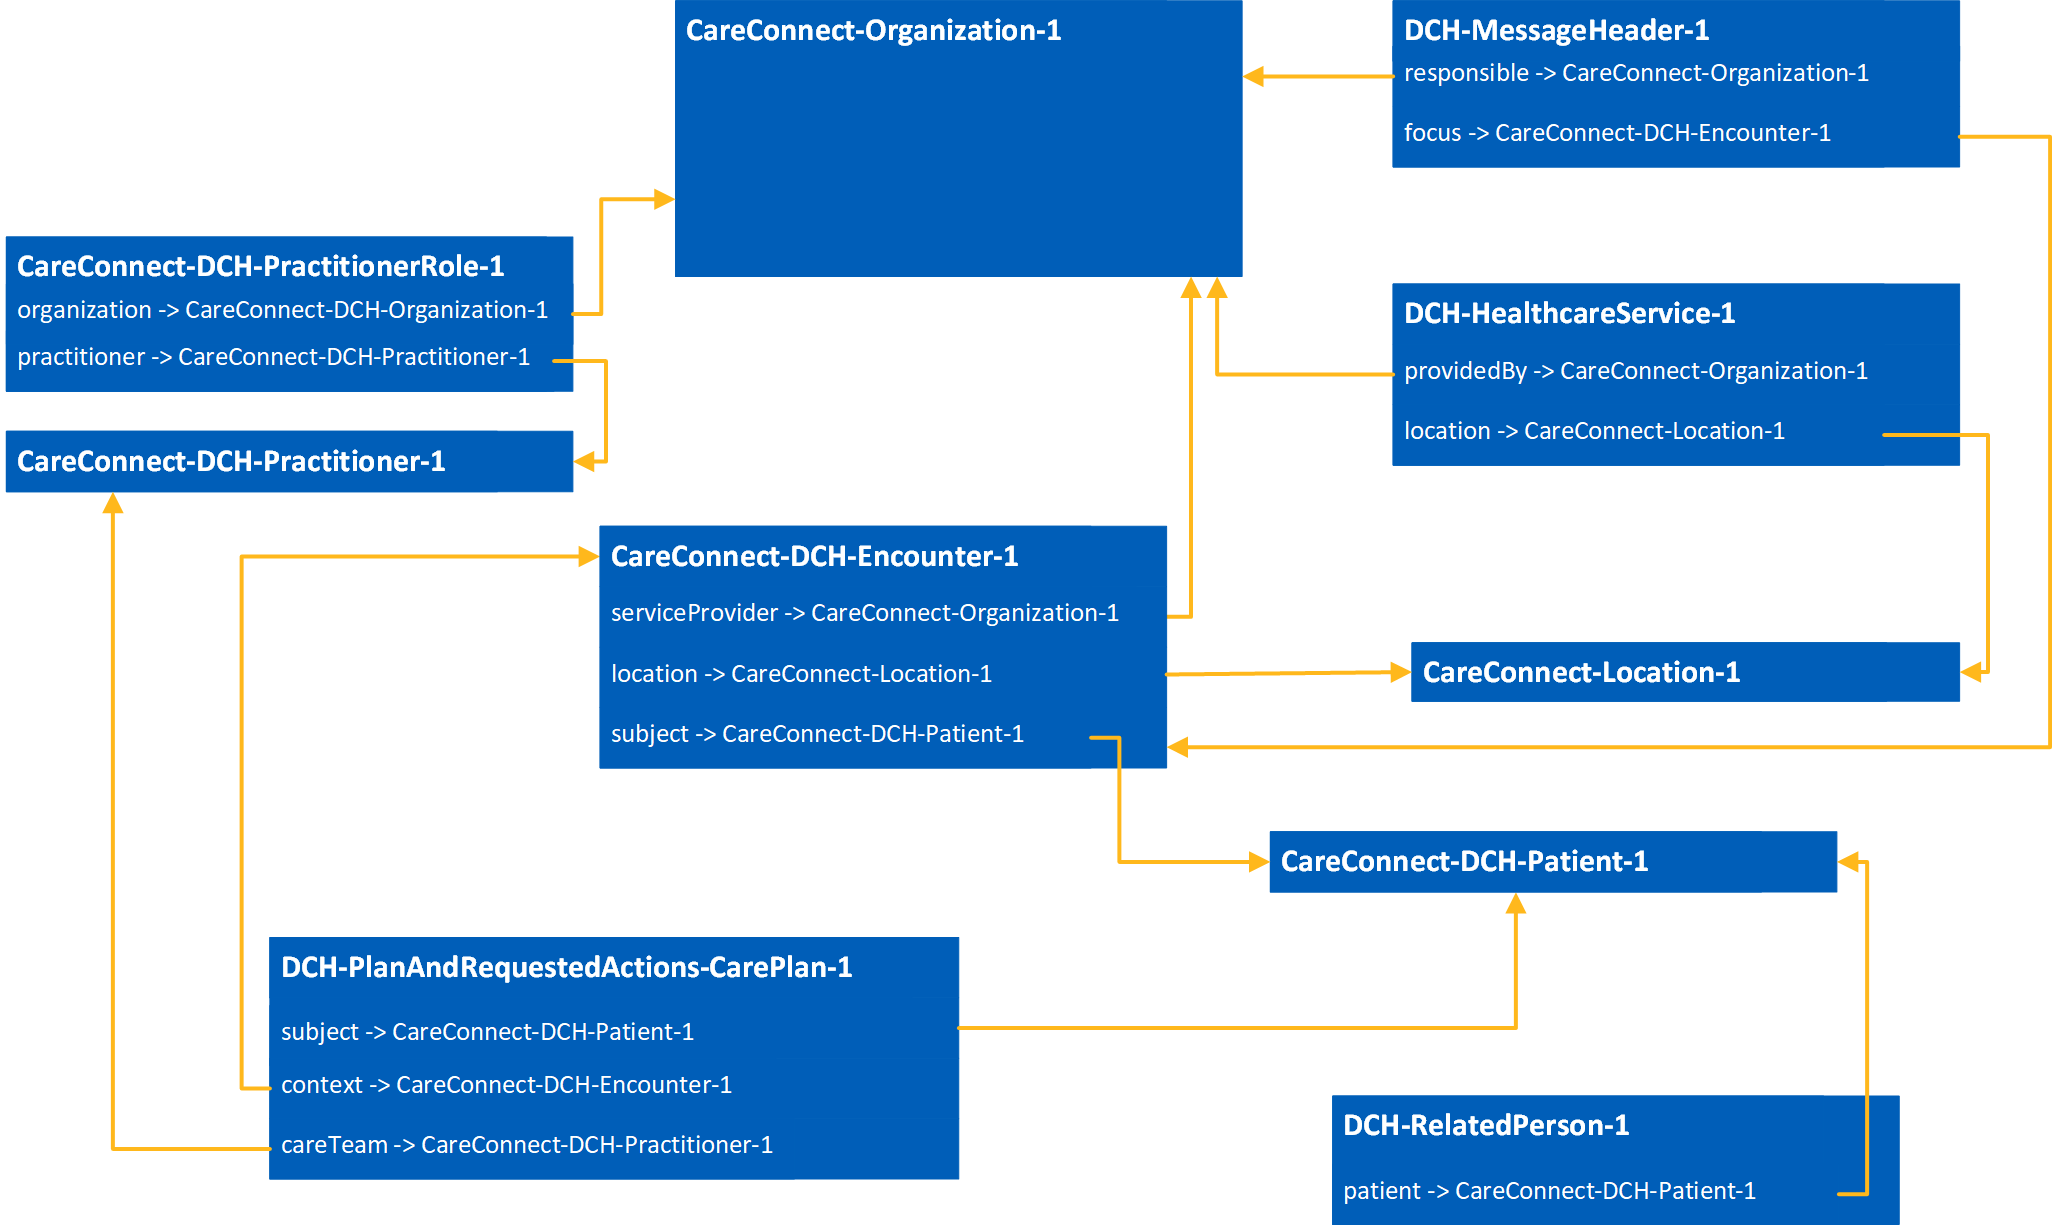 CareConnect-Organization-1
DCH-MessageHeader-1
responsible -> CareConnect-Organization-1
focus -> CareConnect-DCH-Encounter-1
CareConnect-DCH-PractitionerRole-1
organization -> CareConnect-DCH-Organization-1
practitioner -> CareConnect-DCH-Practitioner-1
DCH-HealthcareService-1
providedBy -> CareConnect-Organization-1
location -> CareConnect-Location-1
CareConnect-DCH-Practitioner-1
CareConnect-DCH-Encounter-1
serviceProvider -> CareConnect-Organization-1
location -> CareConnect-Location-1
subject -> CareConnect-DCH-Patient-1
CareConnect-Location-1
CareConnect-DCH-Patient-1
DCH-PlanAndRequestedActions-CarePlan-1
subject -> CareConnect-DCH-Patient-1
context -> CareConnect-DCH-Encounter-1
careTeam -> CareConnect-DCH-Practitioner-1
DCH-RelatedPerson-1
patient -> CareConnect-DCH-Patient-1